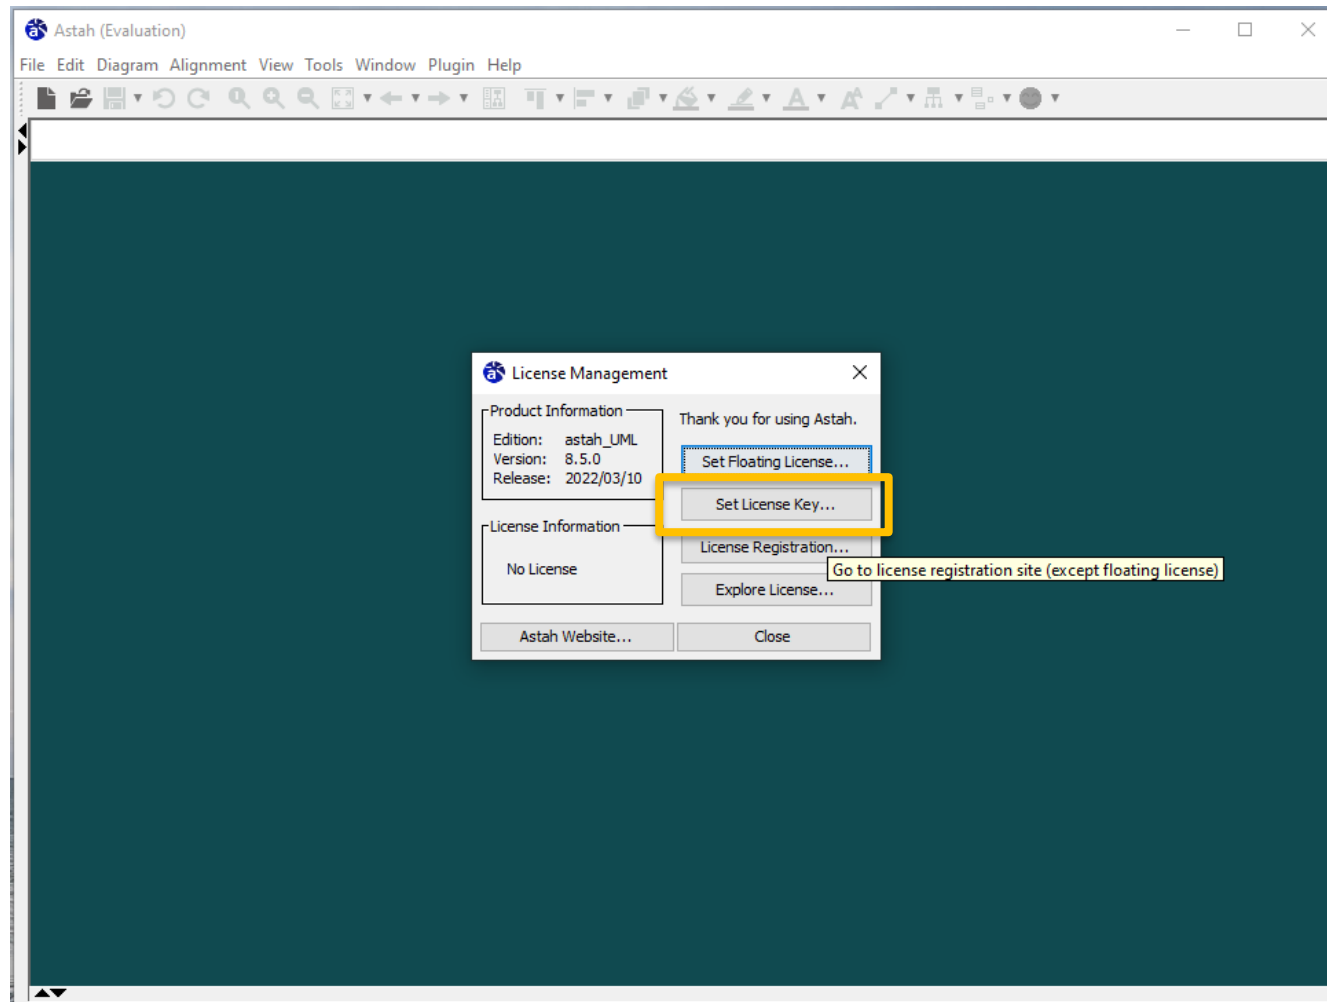 Astah (Evaluation)
File Edit Diagram Alignment View Tools Window Plugin Help
License Management
Product Information
Thank you for using Astah.
Edition: astah_UML
Version: 8.5.0
Release: 2022/03/10
Set Floating License...
Set License Key...
License Information
No License
License Registration...
Go to license registration site (except floating license)
Explore License...
Astah Website...
Close